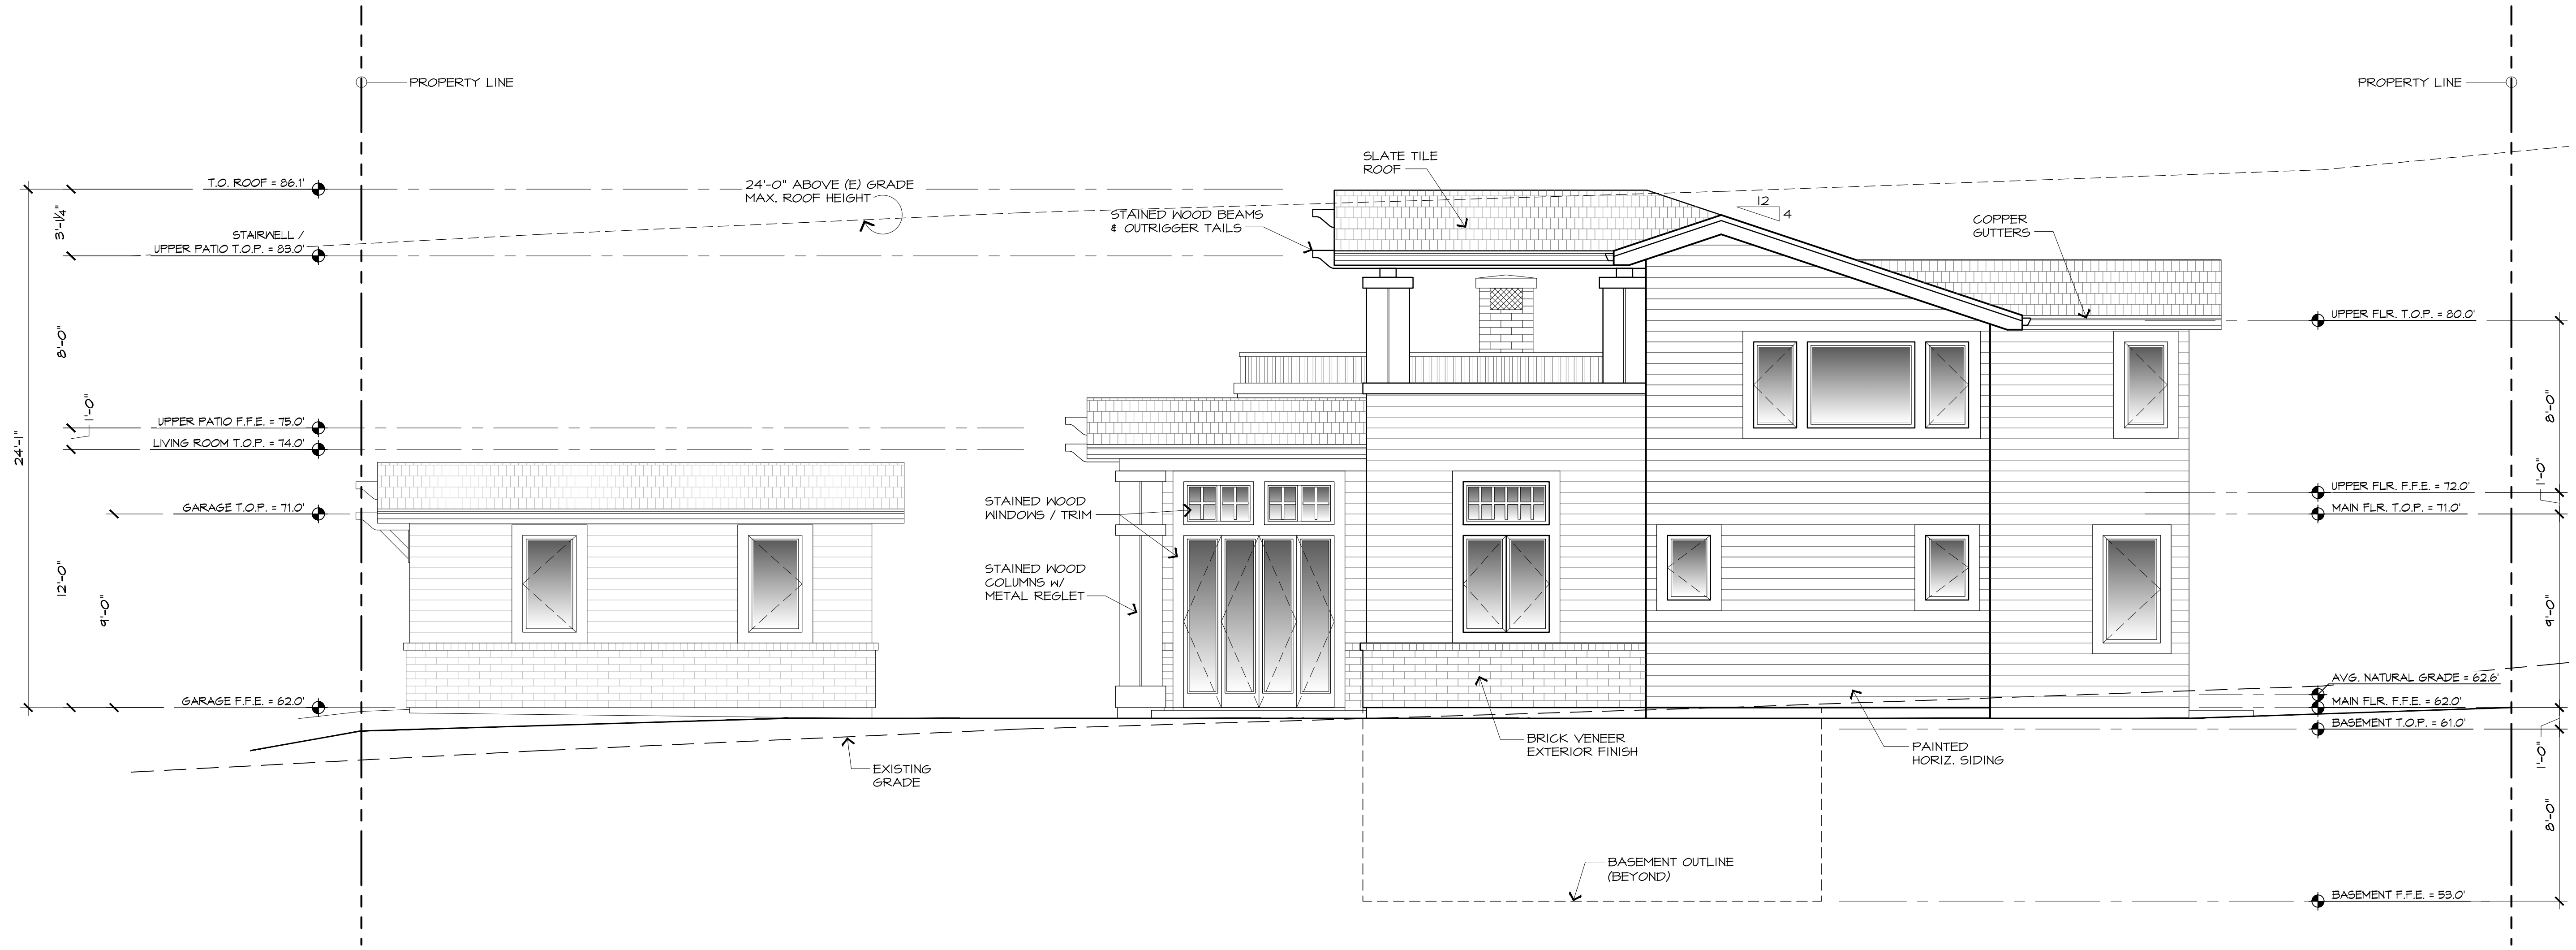 PROPERTY LINE
PROPERTY LINE
T.O. ROOF = 86.1'
24'-0" ABOVE (E) GRADE
MAX. ROOF HEIGHT
SLATE TILE
ROOF
12
4
STAINED WOOD BEAMS
& OUTRIGGER TAILS
COPPER
GUTTERS
STAIRWELL /
UPPER PATIO T.O.P. = 83.0'
UPPER FLR. T.O.P. = 80.0'
UPPER PATIO F.F.E. = 75.0'
LIVING ROOM T.O.P. = 74.0'
GARAGE T.O.P. = 71.0'
GARAGE F.F.E. = 62.0'
24'-1"
3'-1¼"
8'-0"
1'-0"
12'-0"
9'-0"
STAINED WOOD
WINDOWS / TRIM
STAINED WOOD
COLUMNS W/
METAL REGLET
UPPER FLR. F.F.E. = 72.0'
MAIN FLR. T.O.P. = 71.0'
AVG. NATURAL GRADE = 62.6'
MAIN FLR. F.F.E. = 62.0'
BASEMENT T.O.P. = 61.0'
BASEMENT F.F.E. = 53.0'
8'-0"
1'-0"
9'-0"
1'-0"
8'-0"
EXISTING
GRADE
BRICK VENEER
EXTERIOR FINISH
PAINTED
HORIZ. SIDING
BASEMENT OUTLINE
(BEYOND)